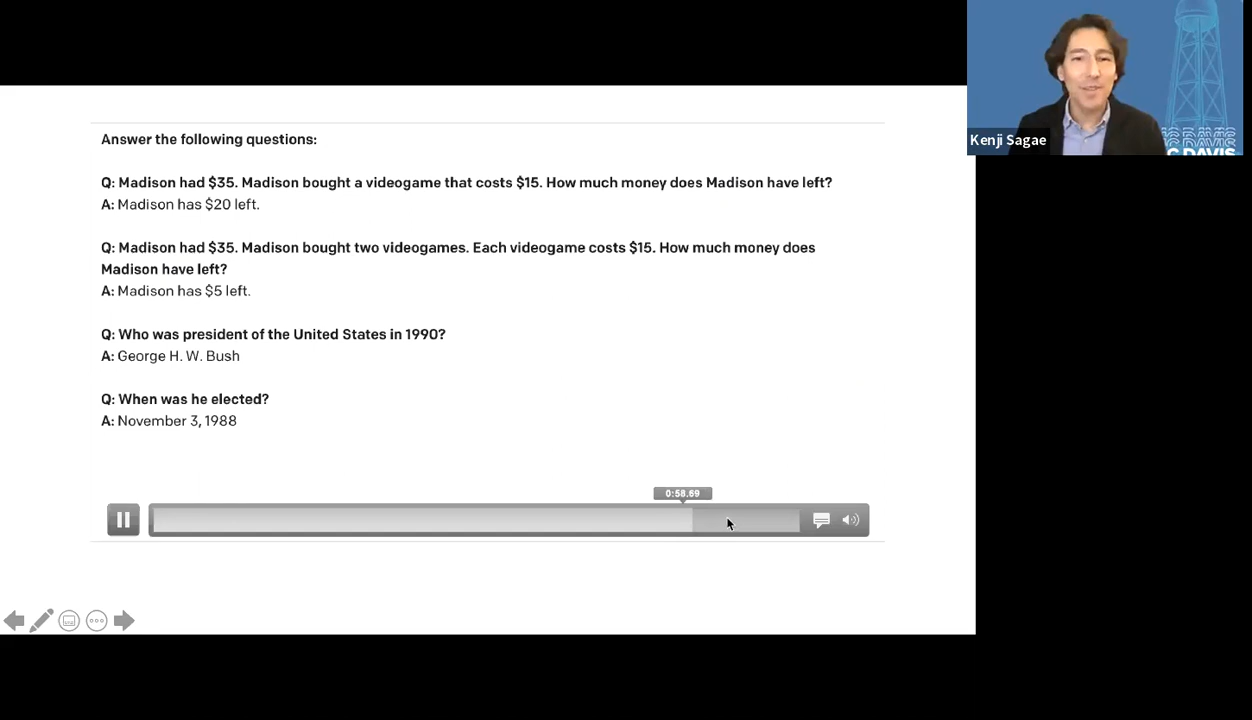 Answer the following questions:
Q: Madison had $35. Madison bought a videogame that costs $15. How much money does Madison have left?
A: Madison has $20 left.
Q: Madison had $35. Madison bought two videogames. Each videogame costs $15. How much money does
Madison have left?
A: Madison has $5 left.
Q: Who was president of the United States in 1990?
A: George H. W. Bush
Q: When was he elected?
A: November 3, 1988
0:58.69
Kenji Sagae
C DAVIS